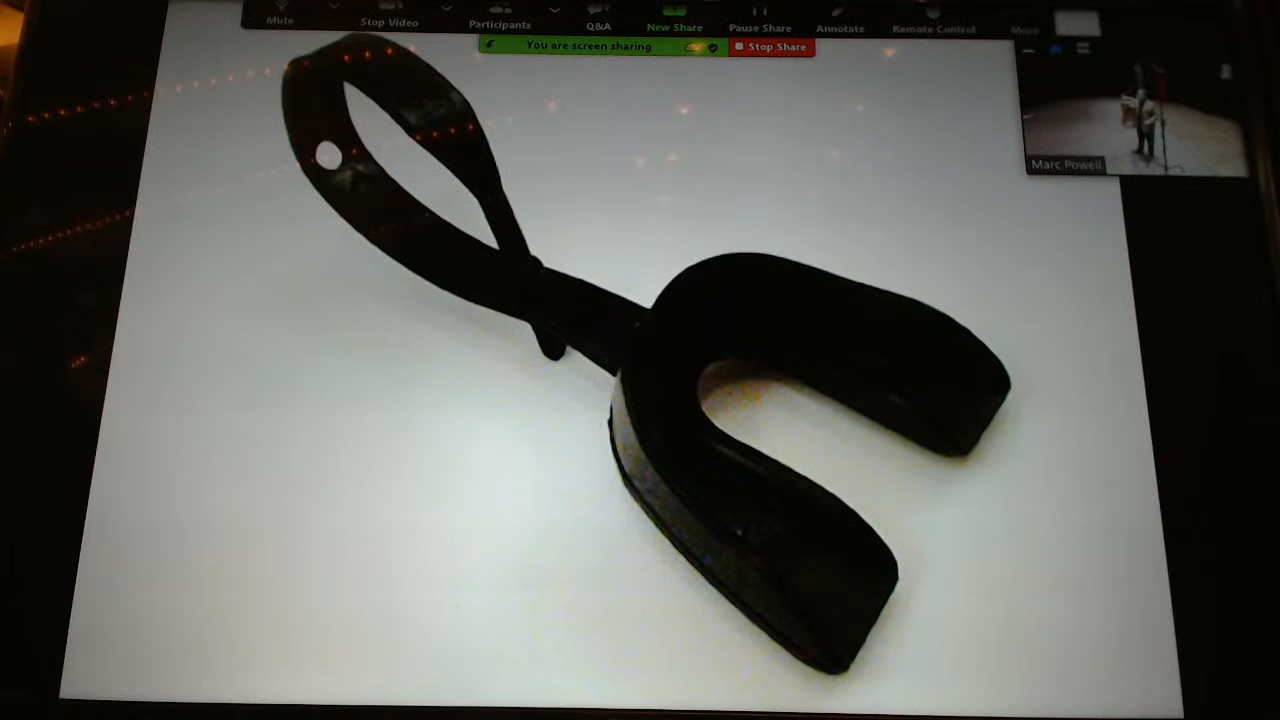 Mute
Stop Video
Participants
Q&A
New Share
Pause Share
Annotate
Remote Control
More
You are screen sharing
Stop Share
Marc Powell